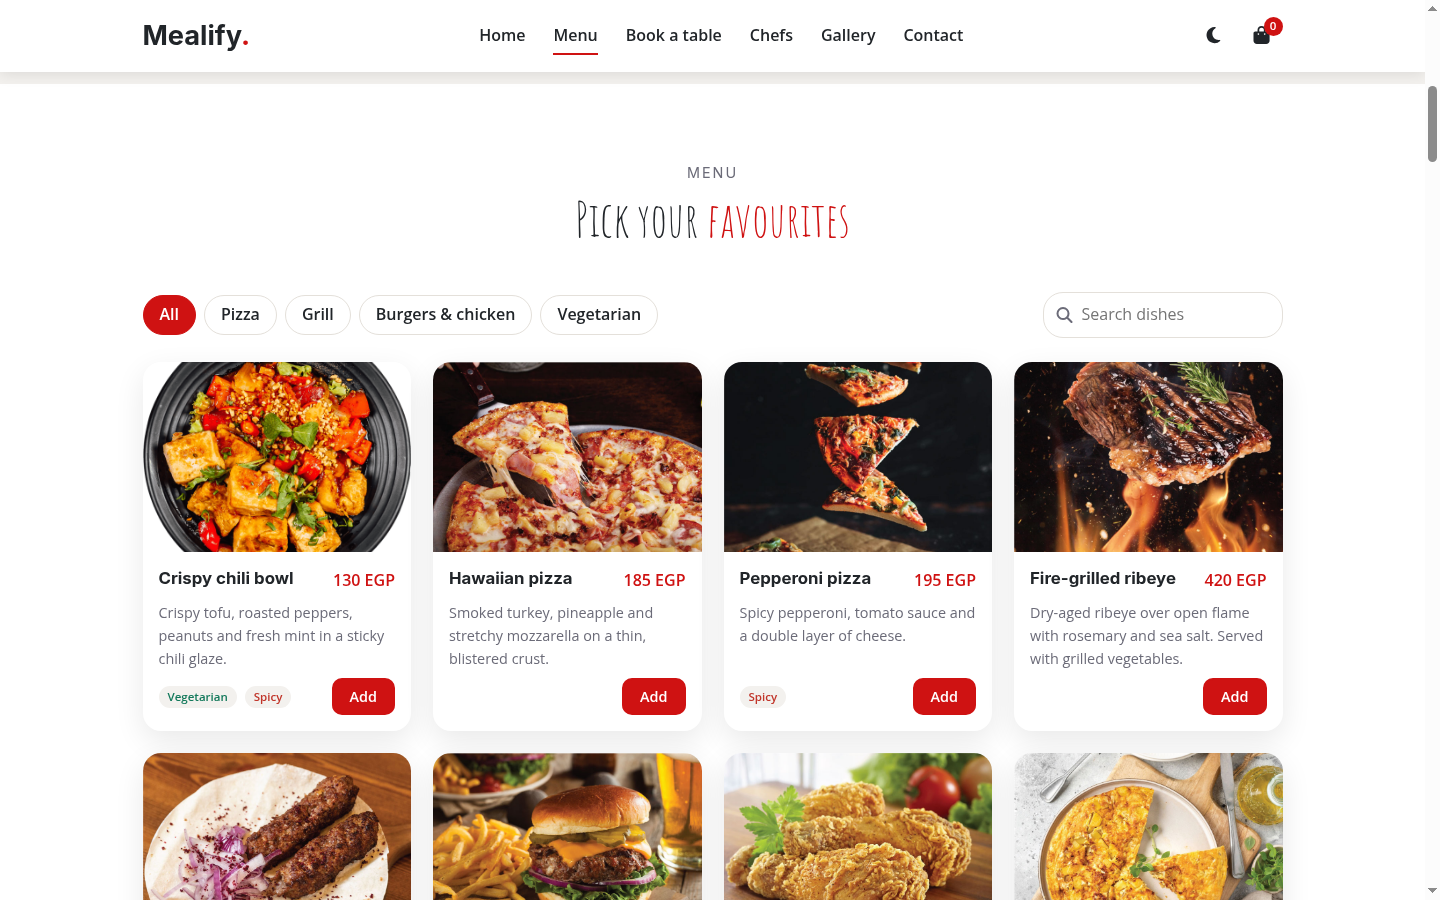 Mealify.
Home Menu Book a table Chefs Gallery Contact
0
MENU
Pick your favourites
All Pizza Grill Burgers & chicken Vegetarian
Search dishes
Crispy chili bowl 130 EGP
Crispy tofu, roasted peppers,
peanuts and fresh mint in a sticky
chili glaze.
Vegetarian Spicy Add
Hawaiian pizza 185 EGP
Smoked turkey, pineapple and
stretchy mozzarella on a thin,
blistered crust.
Add
Pepperoni pizza 195 EGP
Spicy pepperoni, tomato sauce and
a double layer of cheese.
Spicy Add
Fire-grilled ribeye 420 EGP
Dry-aged ribeye over open flame
with rosemary and sea salt. Served
with grilled vegetables.
Add